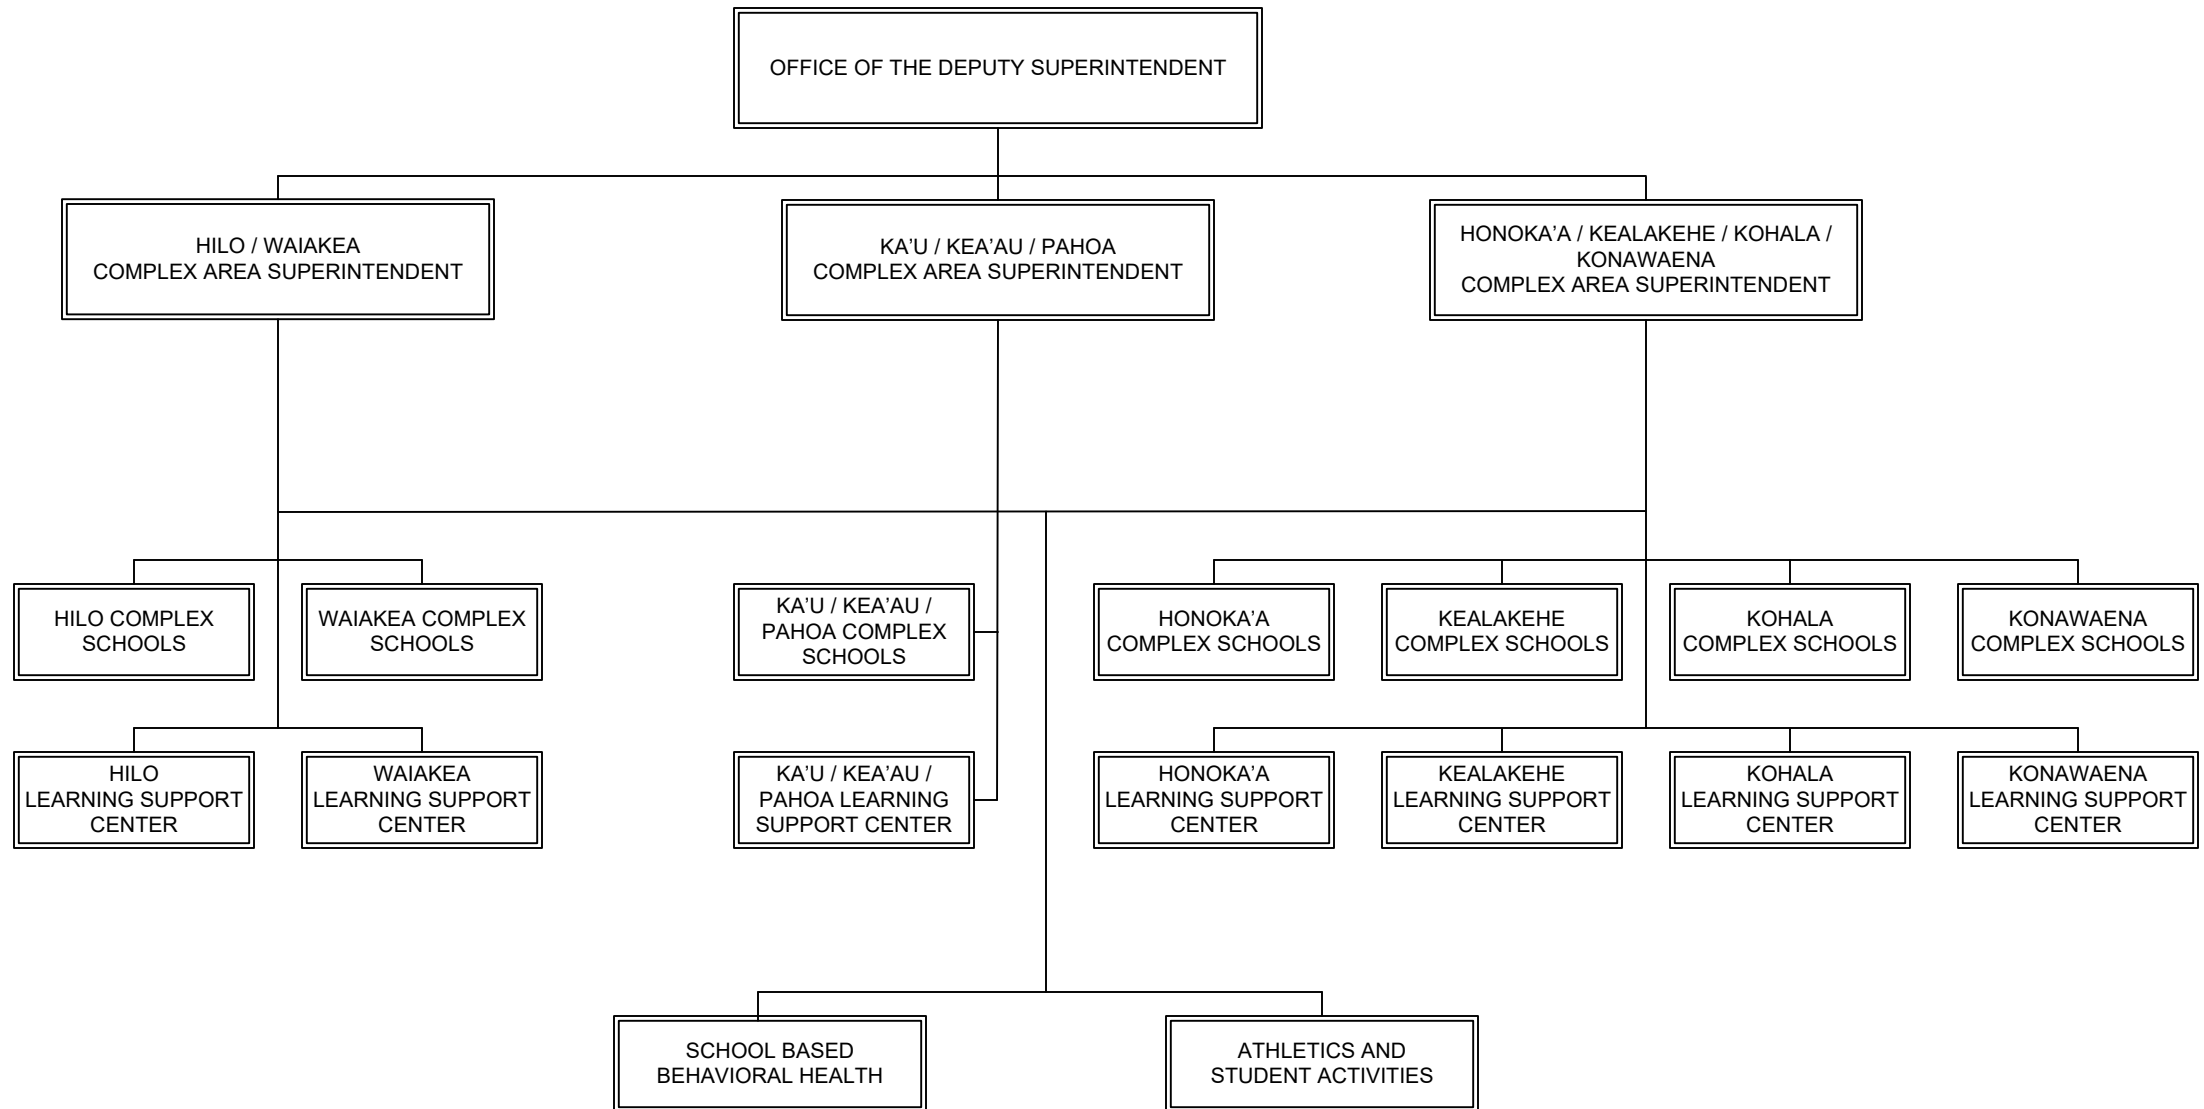 OFFICE OF THE DEPUTY SUPERINTENDENT
HILO / WAIAKEA
COMPLEX AREA SUPERINTENDENT
KA’U / KEA’AU / PAHOA
COMPLEX AREA SUPERINTENDENT
HONOKA’A / KEALAKEHE / KOHALA /
KONAWAENA
COMPLEX AREA SUPERINTENDENT
HILO COMPLEX
SCHOOLS
WAIAKEA COMPLEX
SCHOOLS
KA’U / KEA’AU /
PAHOA COMPLEX
SCHOOLS
HONOKA’A
COMPLEX SCHOOLS
KEALAKEHE
COMPLEX SCHOOLS
KOHALA
COMPLEX SCHOOLS
KONAWAENA
COMPLEX SCHOOLS
HILO
LEARNING SUPPORT
CENTER
WAIAKEA
LEARNING SUPPORT
CENTER
KA’U / KEA’AU /
PAHOA LEARNING
SUPPORT CENTER
HONOKA’A
LEARNING SUPPORT
CENTER
KEALAKEHE
LEARNING SUPPORT
CENTER
KOHALA
LEARNING SUPPORT
CENTER
KONAWAENA
LEARNING SUPPORT
CENTER
SCHOOL BASED
BEHAVIORAL HEALTH
ATHLETICS AND
STUDENT ACTIVITIES